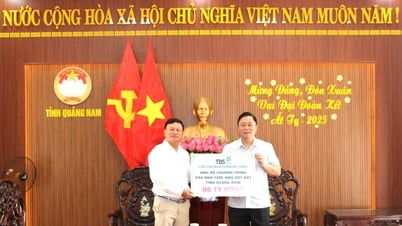 NƯỚC CỘNG HÒA XÃ HỘI CHỦ NGHĨA VIỆT NAM MUÔN NĂM !
TỈNH QUẢNG NAM
Mừng Đảng, Đón Xuân
Vui Đại Đoàn Kết
Ất Tỵ 2025
TBS
ỦNG HỘ CHƯƠNG TRÌNH
XÓA NHÀ TẠM, NHÀ DỘT NÁT
TỈNH QUẢNG NAM
06 TỶ ĐỒNG